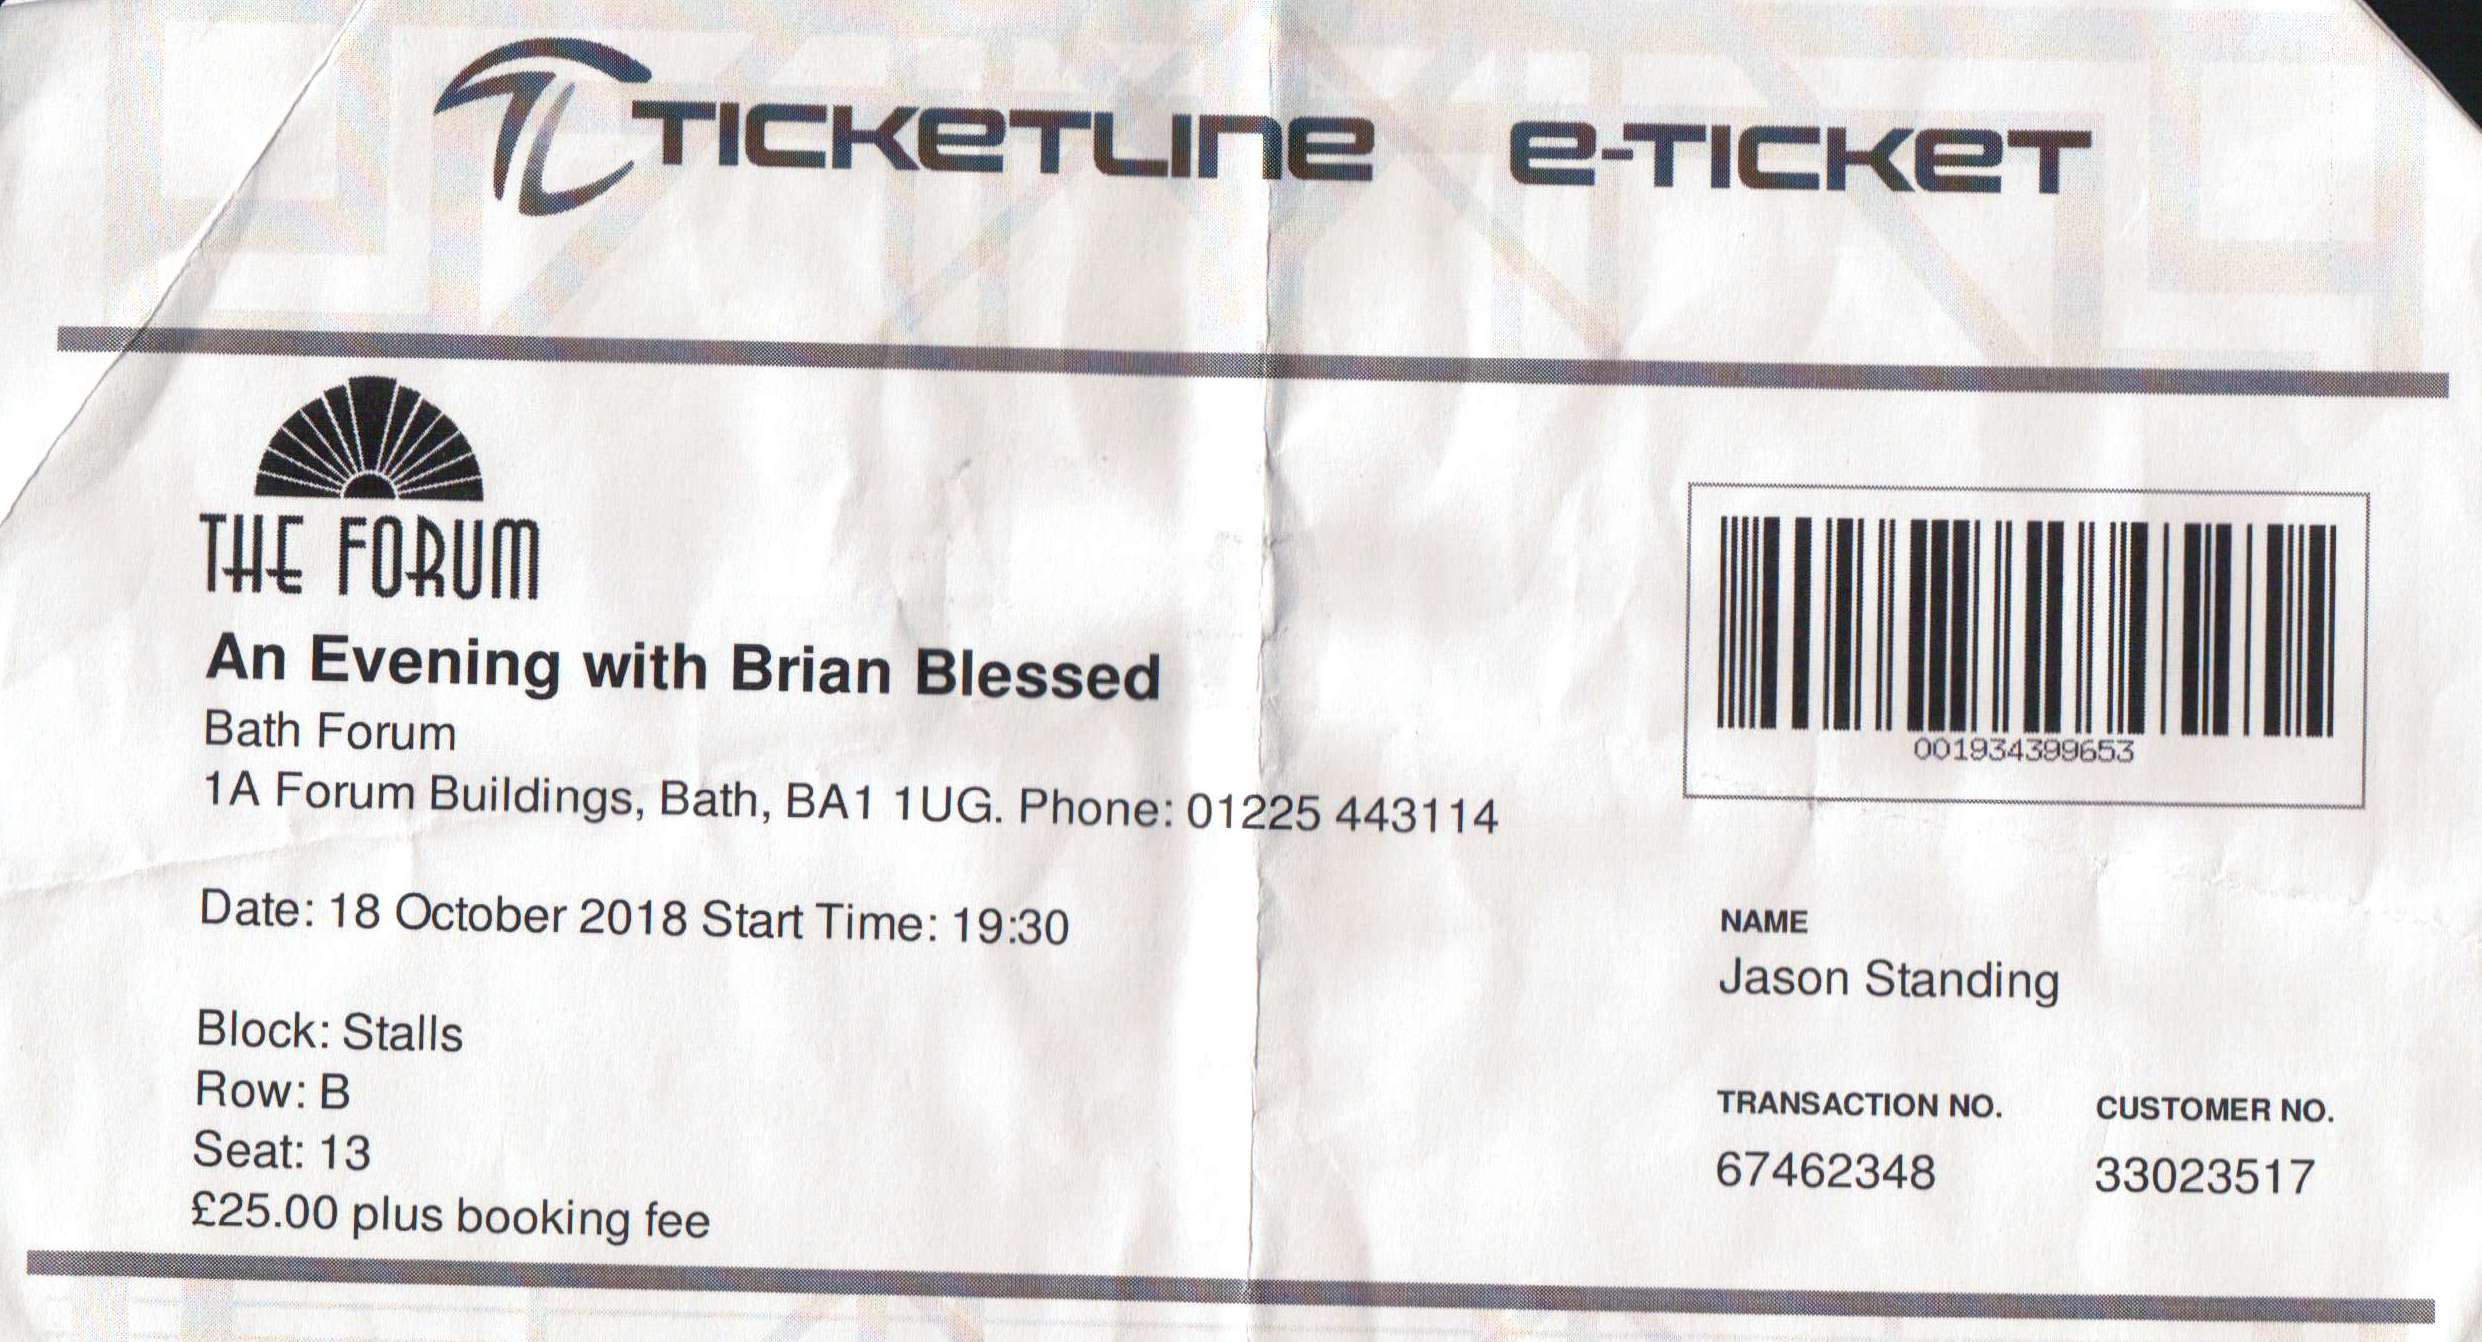 TICKETLINE e-TICKET
THE FORUM
An Evening with Brian Blessed
Bath Forum
1A Forum Buildings, Bath, BA1 1UG. Phone: 01225 443114
001934399653
Date: 18 October 2018 Start Time: 19:30
NAME
Jason Standing
Block: Stalls
Row: B
Seat: 13
£25.00 plus booking fee
TRANSACTION NO. CUSTOMER NO.
67462348 33023517